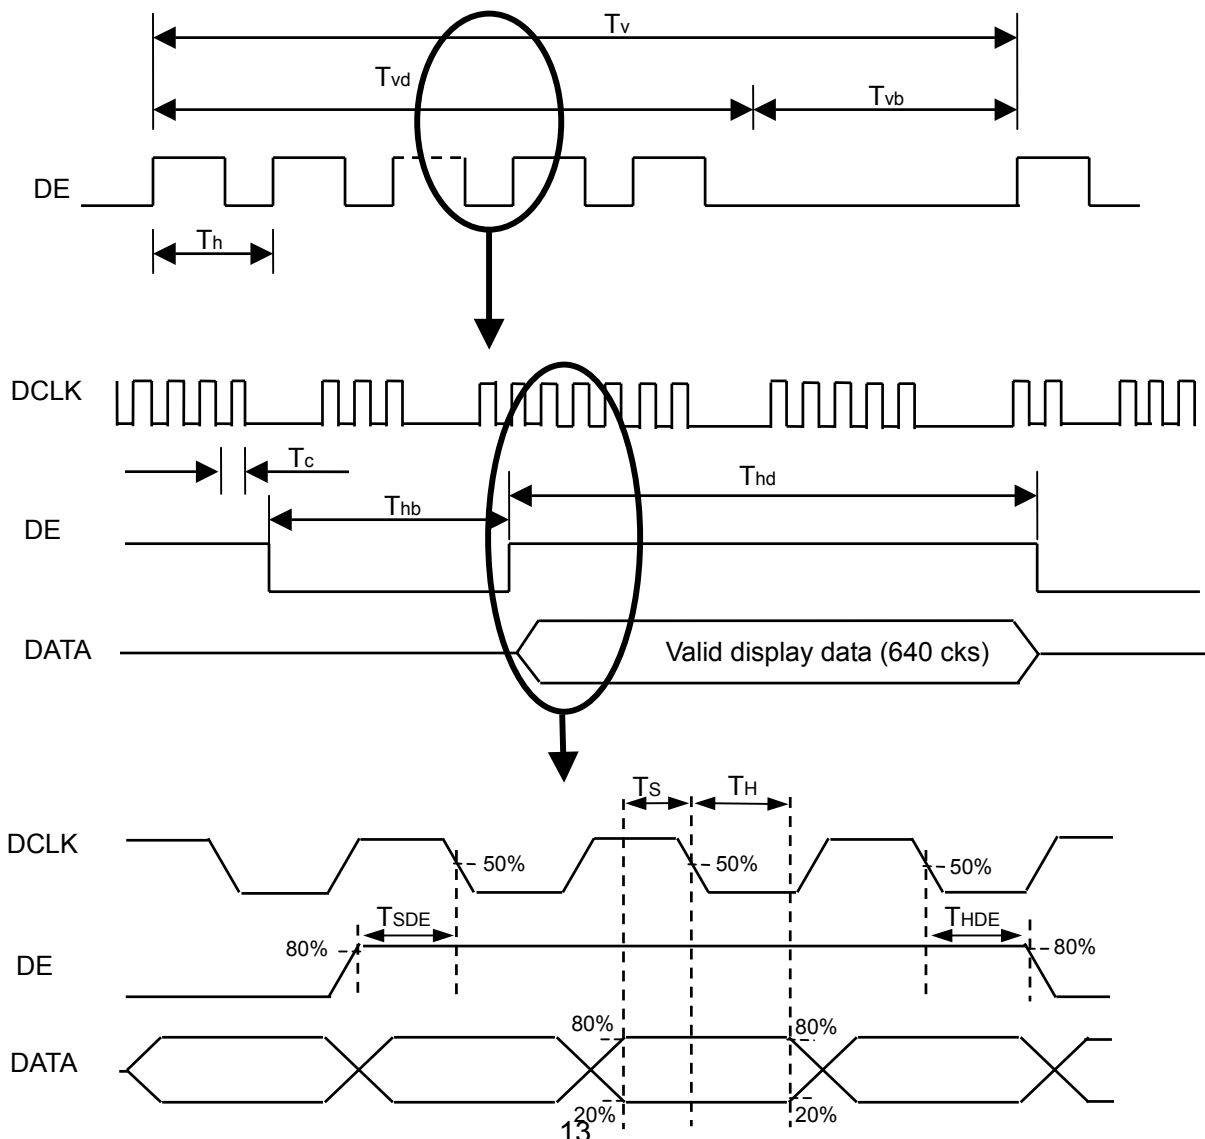 Tv
Tvd
Tvb
DE
Th
DCLK
Tc
Thd
Thb
DE
DATA
Valid display data (640 cks)
TS
TH
DCLK
50%
50%
50%
TSDE
THDE
80%
80%
DE
80%
80%
DATA
20%
20%
13